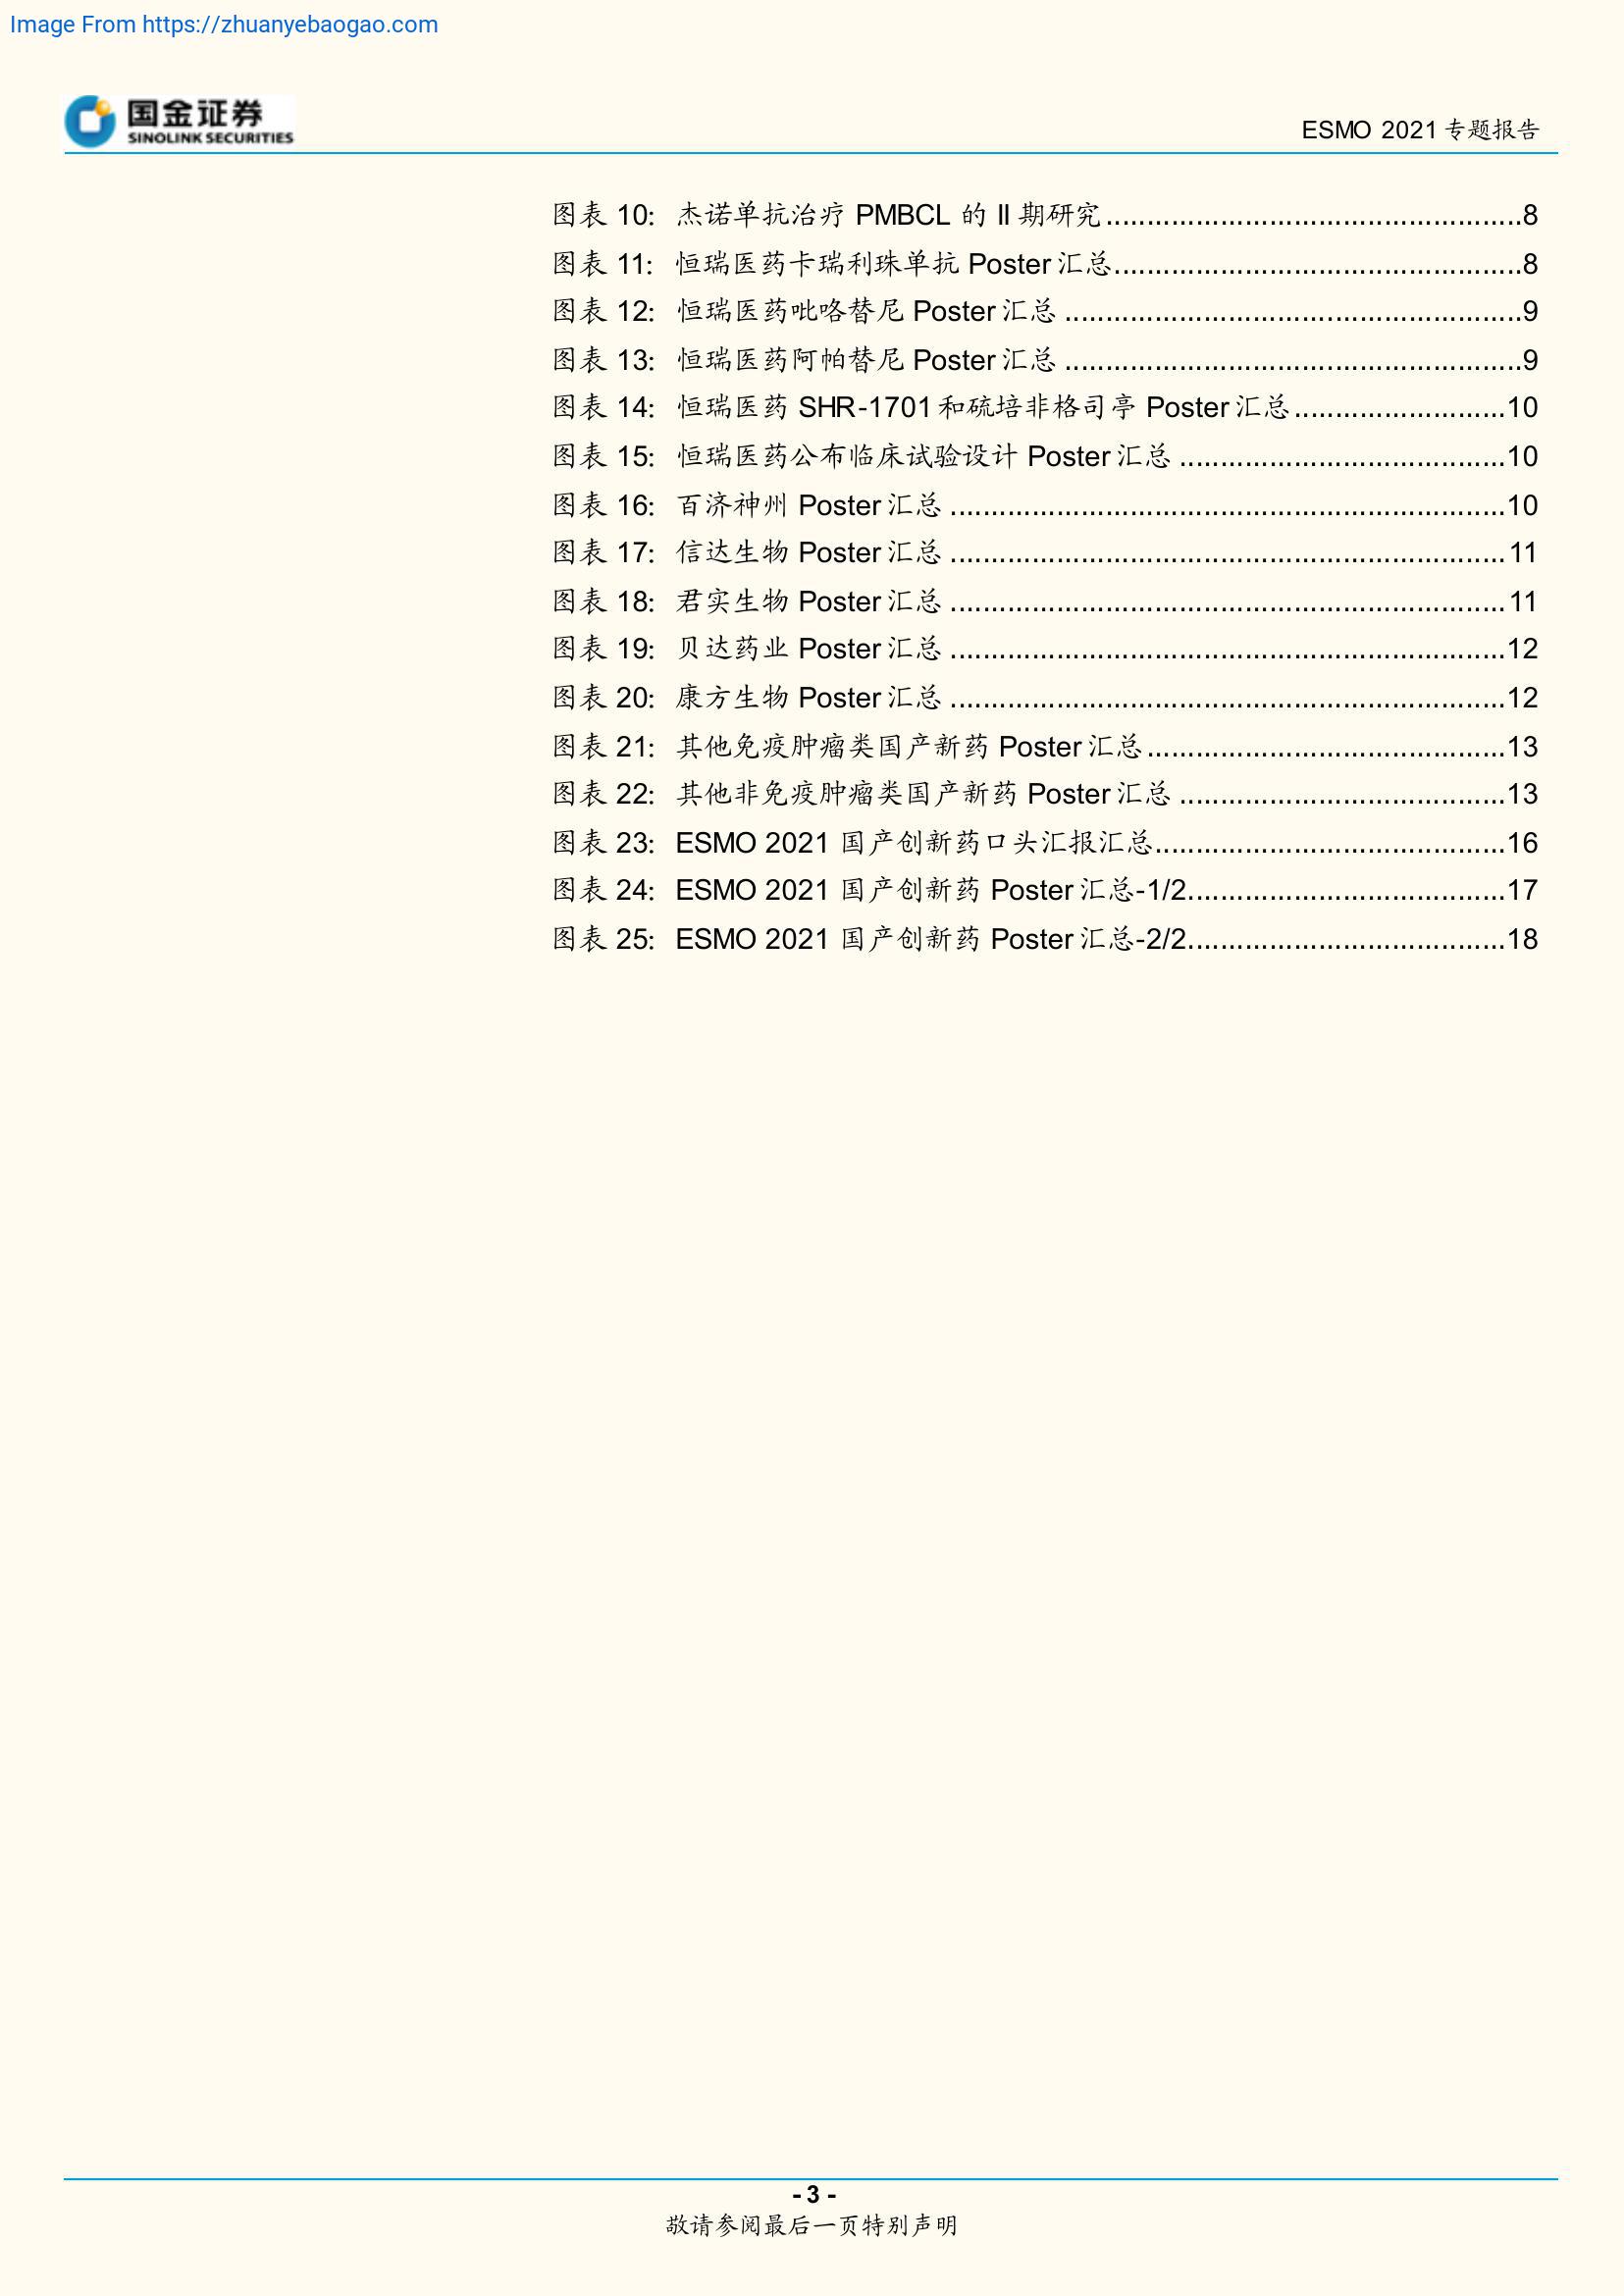 Image From https://zhuanyebaogao.com
国金证券
SINOLINK SECURITIES
ESMO 2021 专题报告
图表 10: 杰诺单抗治疗 PMBCL 的 II 期研究..................................................8
图表 11: 恒瑞医药卡瑞利珠单抗 Poster 汇总.................................................8
图表 12: 恒瑞医药吡咯替尼 Poster 汇总 .......................................................9
图表 13: 恒瑞医药阿帕替尼 Poster 汇总 .......................................................9
图表 14: 恒瑞医药 SHR-1701 和硫培非格司亭 Poster 汇总..........................10
图表 15: 恒瑞医药公布临床试验设计 Poster 汇总 .......................................10
图表 16: 百济神州 Poster 汇总 ...................................................................10
图表 17: 信达生物 Poster 汇总 ...................................................................11
图表 18: 君实生物 Poster 汇总 ...................................................................11
图表 19: 贝达药业 Poster 汇总 ...................................................................12
图表 20: 康方生物 Poster 汇总 ...................................................................12
图表 21: 其他免疫肿瘤类国产新药 Poster 汇总...........................................13
图表 22: 其他非免疫肿瘤类国产新药 Poster 汇总 .......................................13
图表 23: ESMO 2021 国产创新药口头汇报汇总..........................................16
图表 24: ESMO 2021 国产创新药 Poster 汇总-1/2......................................17
图表 25: ESMO 2021 国产创新药 Poster 汇总-2/2......................................18
- 3 -
敬请参阅最后一页特别声明